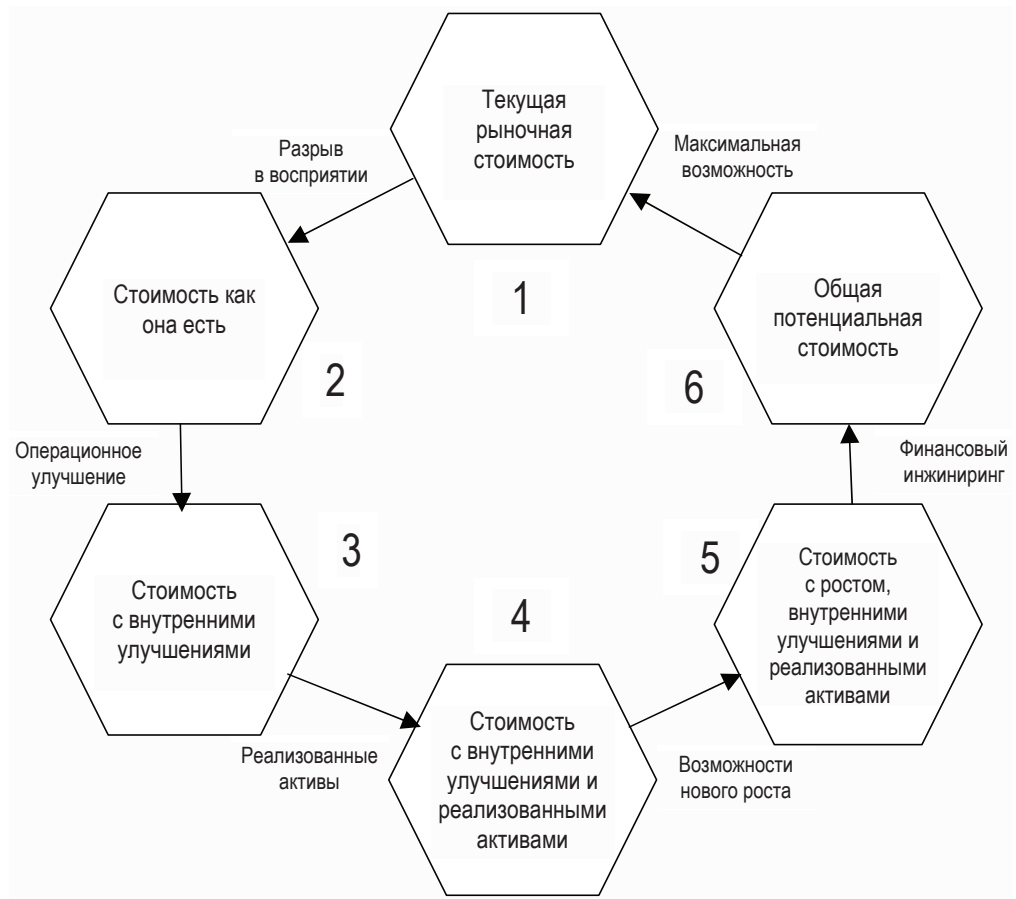 Текущая
рыночная
стоимость
1
Разрыв
в восприятии
Стоимость как
она есть
2
Операционное
улучшение
Стоимость
с внутренними
улучшениями
3
Реализованные
активы
Стоимость
с внутренними
улучшениями и
реализованными
активами
4
Возможности
нового роста
Стоимость
с ростом,
внутренними
улучшениями и
реализованными
активами
5
Финансовый
инжиниринг
Общая
потенциальная
стоимость
6
Максимальная
возможность